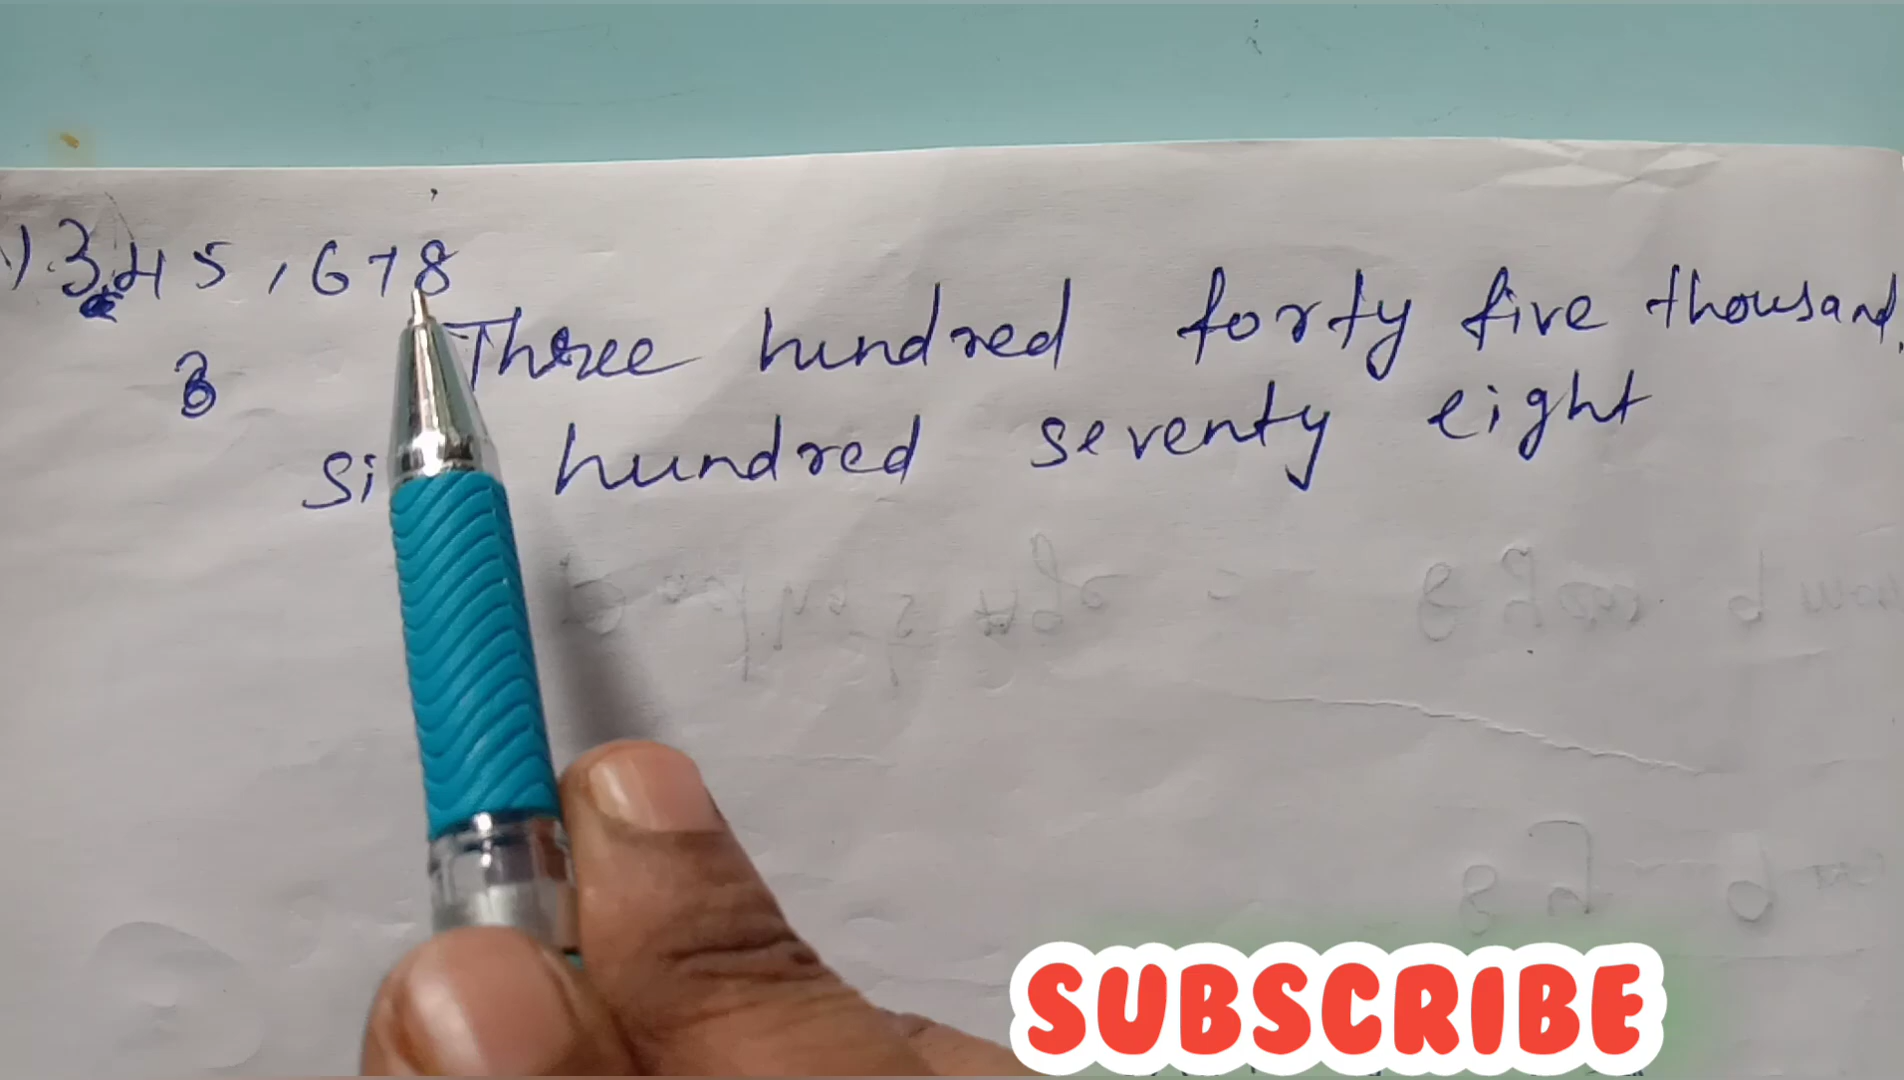 1) 345,678
Three hundred forty five thousand,
3
hundred seventy eight
SUBSCRIBE